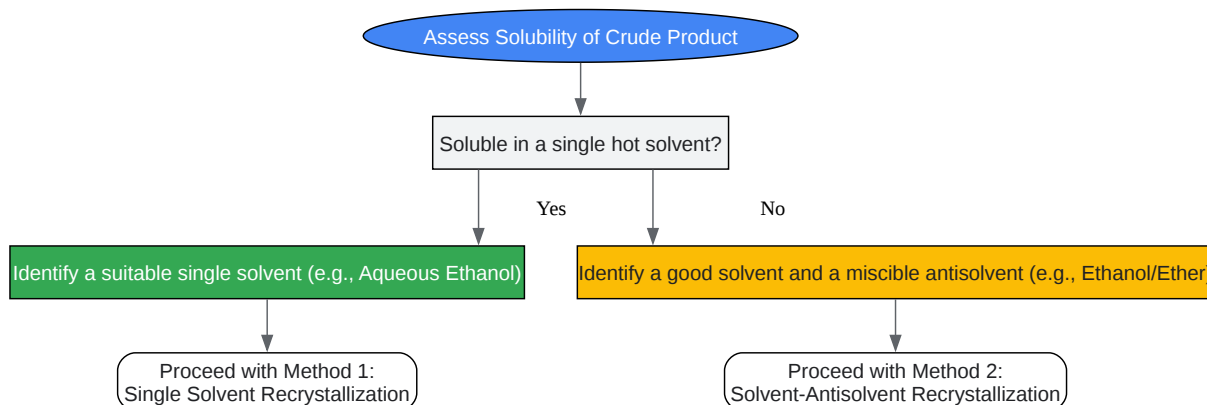 Assess Solubility of Crude Product
Soluble in a single hot solvent?
Yes
No
Identify a suitable single solvent (e.g., Aqueous Ethanol)
Identify a good solvent and a miscible antisolvent (e.g., Ethanol/Ether)
Proceed with Method 1:
Single Solvent Recrystallization
Proceed with Method 2:
Solvent-Antisolvent Recrystallization